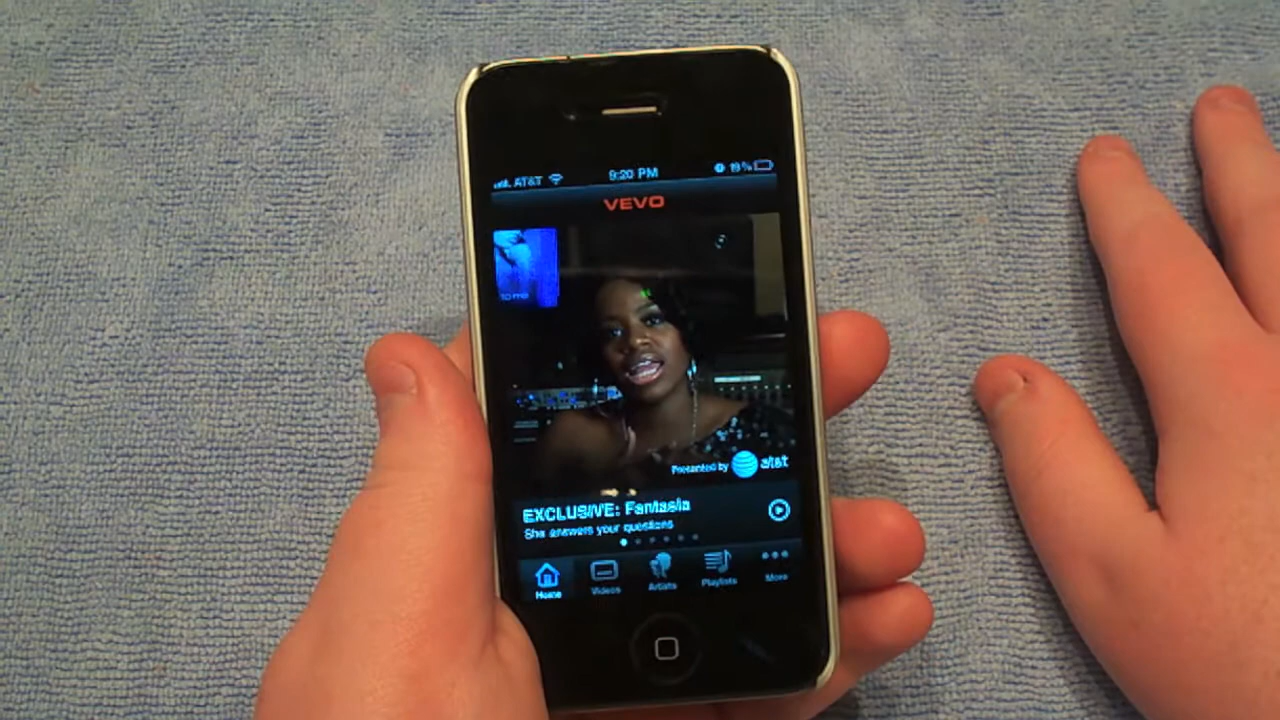 AT&T 9:20 PM 19%
VEVO
Presented by at&t
EXCLUSIVE: Fantasia
She answers your questions
Home Videos Artists Playlists More